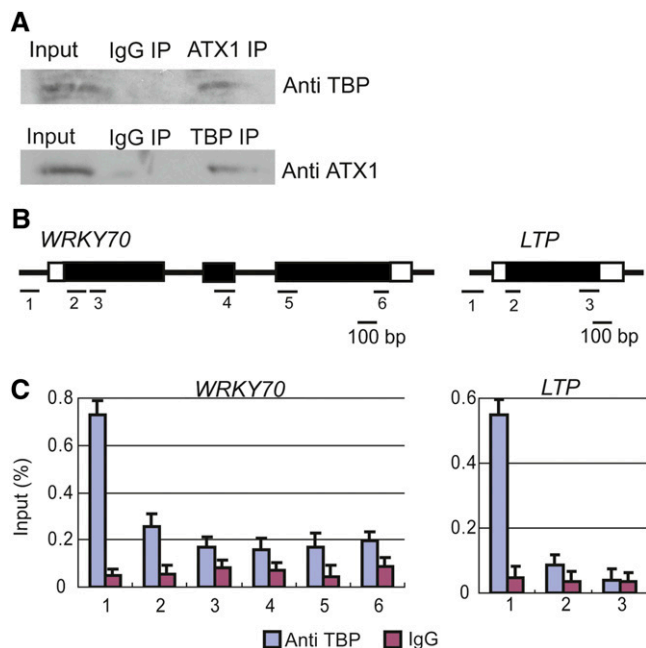 A
Input IgG IP ATX1 IP
Anti TBP
Input IgG IP TBP IP
Anti ATX1
B
WRKY70 LTP
1 2 3 4 5 6 1 2 3
100 bp 100 bp
C
WRKY70 LTP
Input (%)
0.8 0.6
0.6
0.4 0.4
0.2 0.2
0 0
1 2 3 4 5 6 1 2 3
Anti TBP IgG